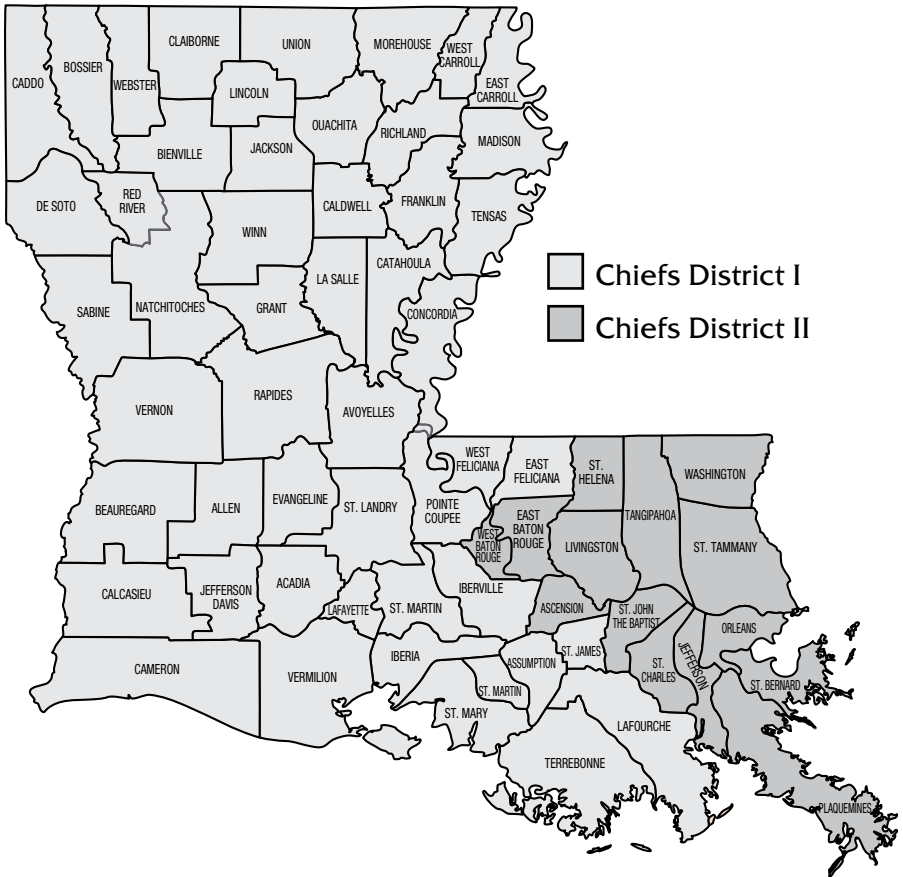 CLAIBORNE
UNION
MOREHOUSE
WEST
CARROLL
EAST
CARROLL
CADDO
BOSSIER
WEBSTER
LINCOLN
OUACHITA
RICHLAND
MADISON
BIENVILLE
JACKSON
DE SOTO
RED
RIVER
WINN
CALDWELL
FRANKLIN
TENSAS
CATAHOULA
LA SALLE
SABINE
NATCHITOCHES
GRANT
CONCORDIA
Chiefs District I
Chiefs District II
VERNON
RAPIDES
AVOYELLES
WEST
FELICIANA
EAST
FELICIANA
ST.
HELENA
WASHINGTON
BEAUREGARD
ALLEN
EVANGELINE
ST. LANDRY
POINTE
COUPEE
WEST
BATON
ROUGE
EAST
BATON
ROUGE
LIVINGSTON
TANGIPAHOA
ST. TAMMANY
CALCASIEU
JEFFERSON
DAVIS
ACADIA
LAFAYETTE
ST. MARTIN
IBERVILLE
ASCENSION
ST. JOHN
THE BAPTIST
ORLEANS
CAMERON
VERMILION
IBERIA
ST. MARTIN
ASSUMPTION
ST. JAMES
ST.
CHARLES
JEFFERSON
ST. BERNARD
ST. MARY
LAFOURCHE
TERREBONNE
PLAQUEMINES